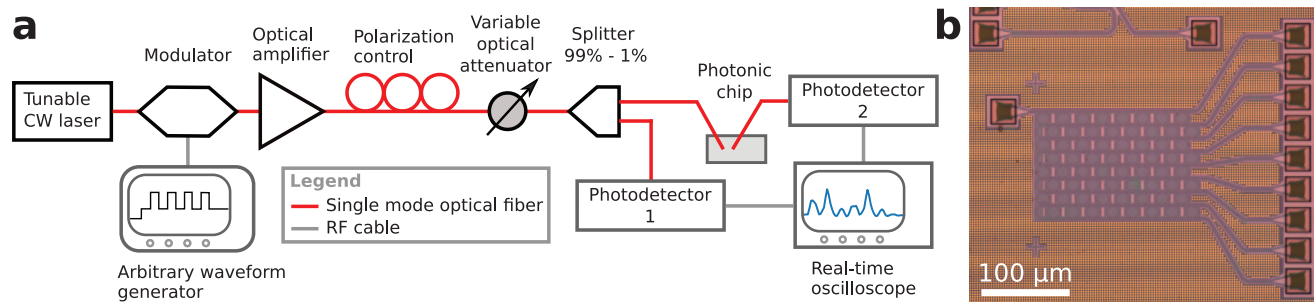 a
Tunable
CW laser
Modulator
Optical
amplifier
Polarization
control
Variable
optical
attenuator
Splitter
99% - 1%
Photonic
chip
Photodetector
2
Photodetector
1
Legend
Single mode optical fiber
RF cable
Arbitrary waveform
generator
Real-time
oscilloscope
b
100 μm